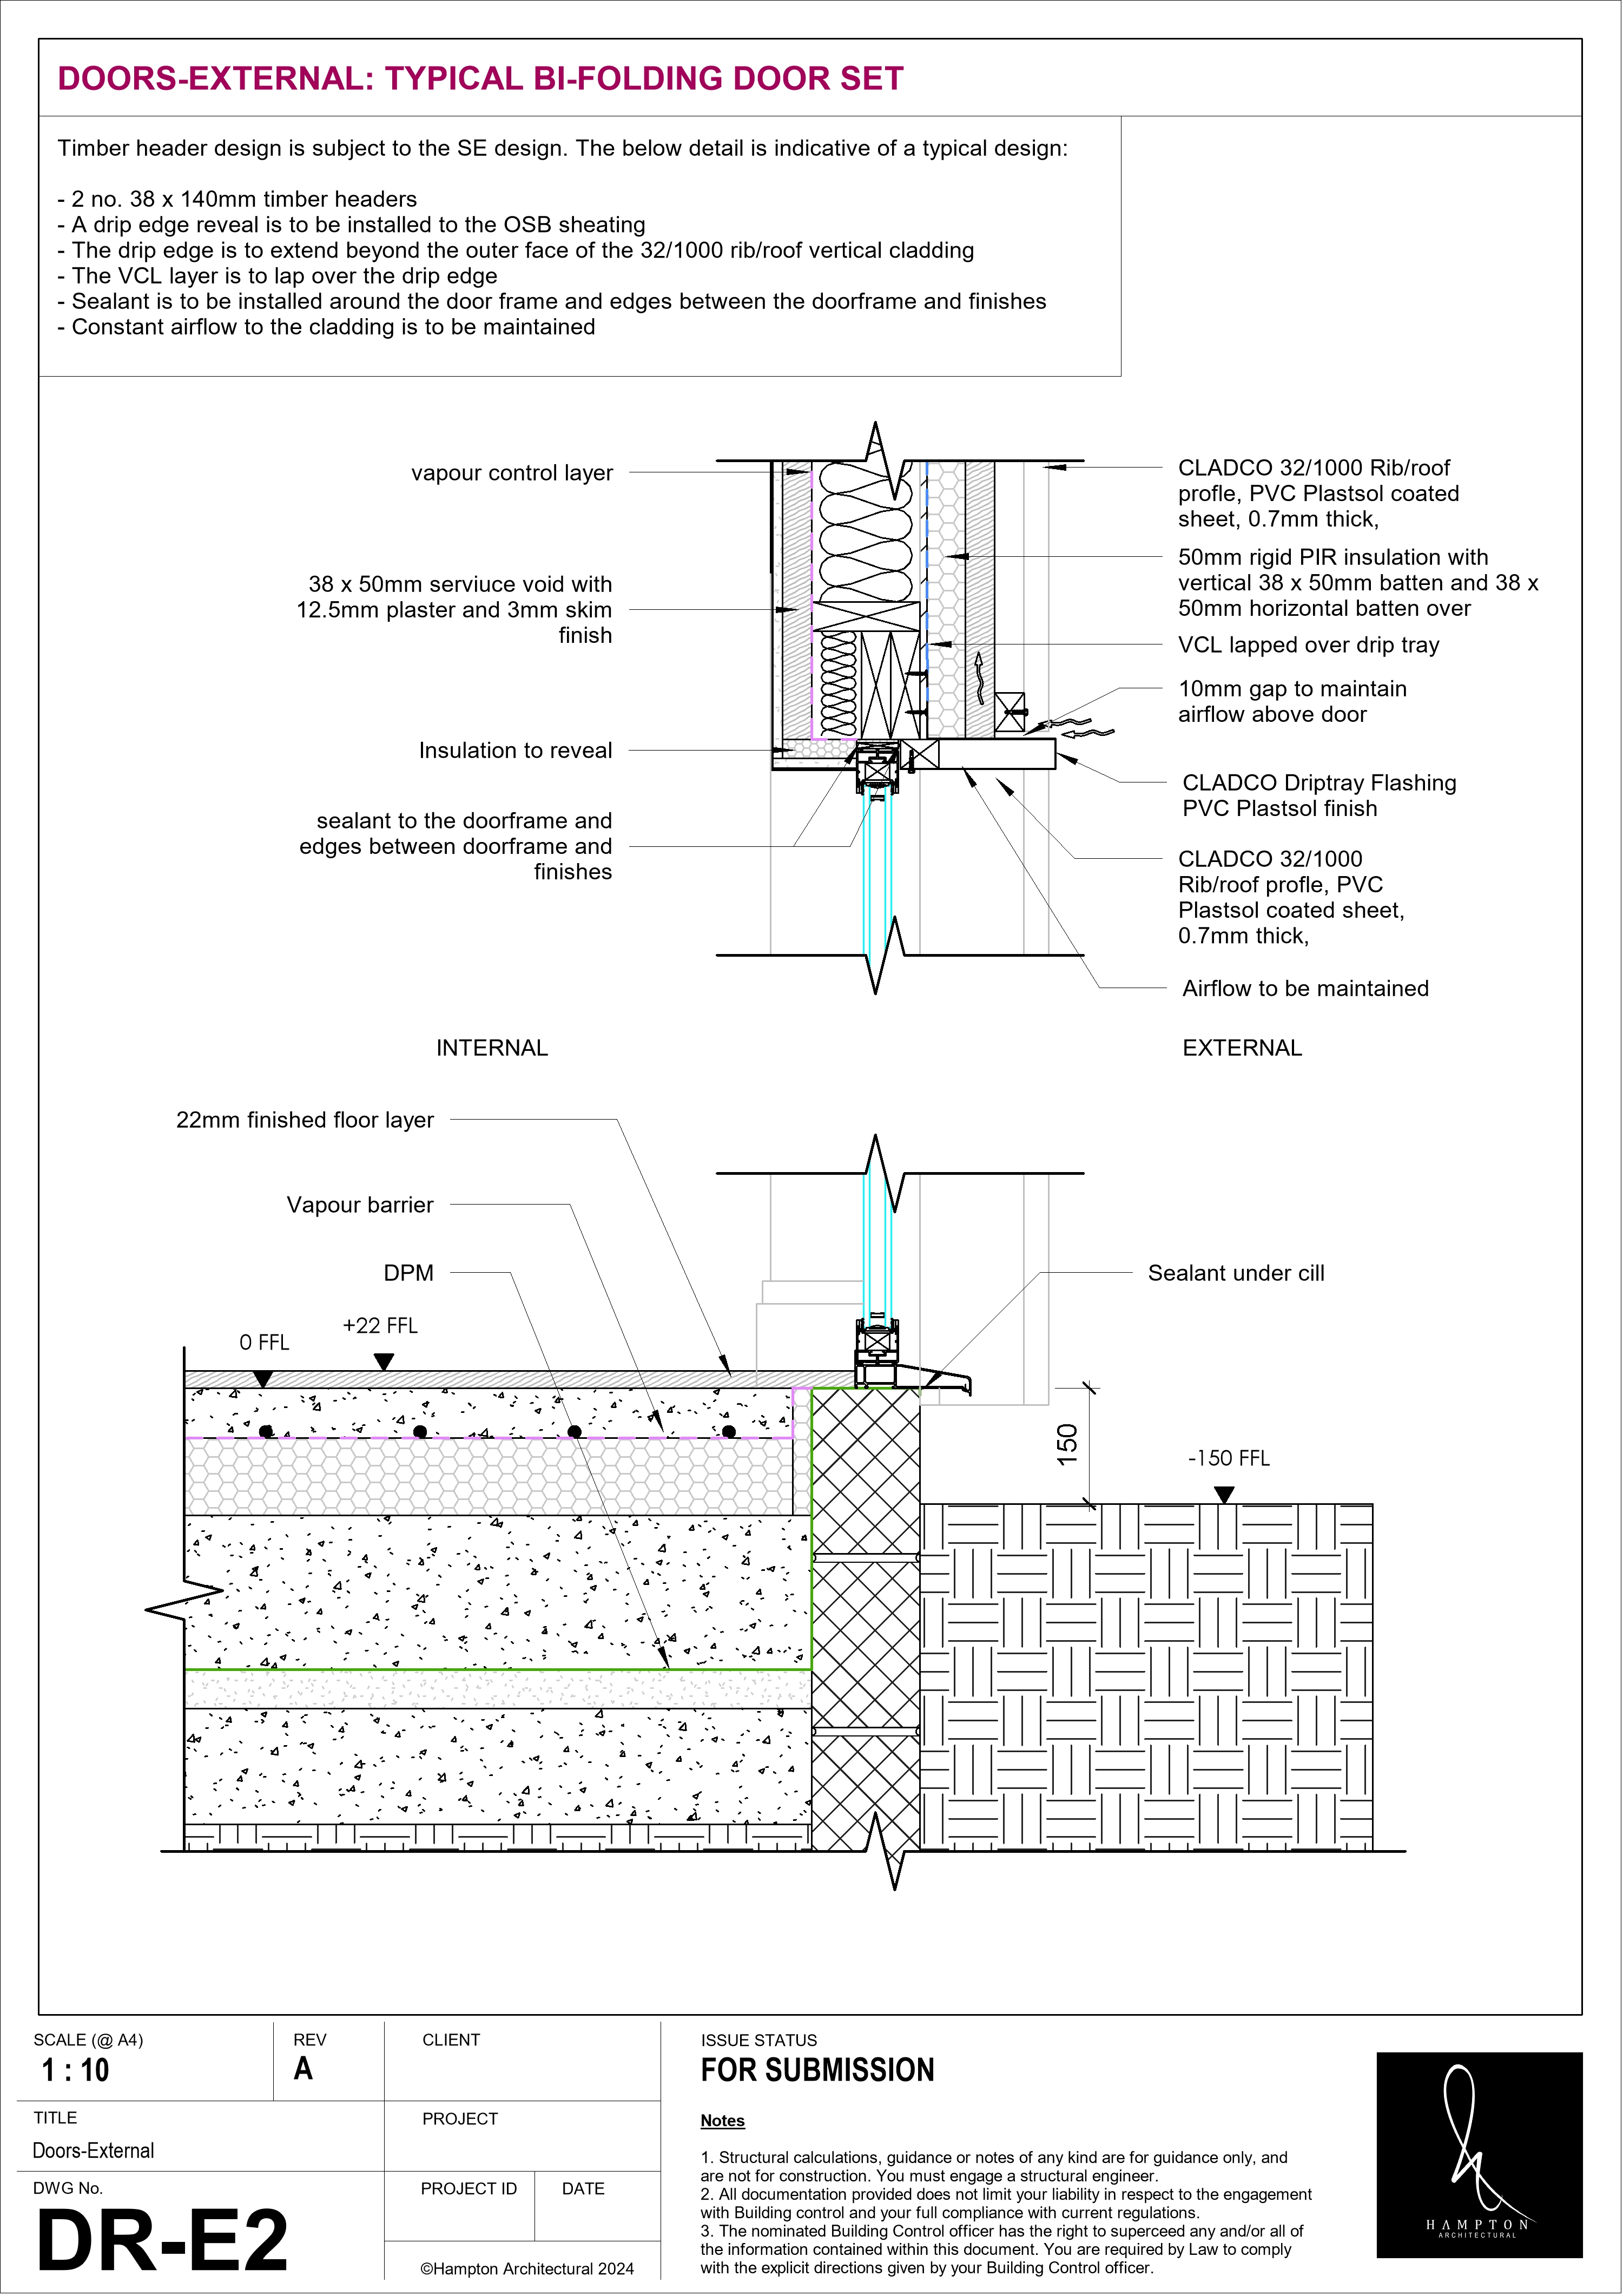 DOORS-EXTERNAL: TYPICAL BI-FOLDING DOOR SET
Timber header design is subject to the SE design. The below detail is indicative of a typical design:
- 2 no. 38 x 140mm timber headers
- A drip edge reveal is to be installed to the OSB sheating
- The drip edge is to extend beyond the outer face of the 32/1000 rib/roof vertical cladding
- The VCL layer is to lap over the drip edge
- Sealant is to be installed around the door frame and edges between the doorframe and finishes
- Constant airflow to the cladding is to be maintained
vapour control layer
38 x 50mm serviuce void with
12.5mm plaster and 3mm skim
finish
Insulation to reveal
sealant to the doorframe and
edges between doorframe and
finishes
CLADCO 32/1000 Rib/roof
profle, PVC Plastsol coated
sheet, 0.7mm thick,
50mm rigid PIR insulation with
vertical 38 x 50mm batten and 38 x
50mm horizontal batten over
VCL lapped over drip tray
10mm gap to maintain
airflow above door
CLADCO Driptray Flashing
PVC Plastsol finish
CLADCO 32/1000
Rib/roof profle, PVC
Plastsol coated sheet,
0.7mm thick,
Airflow to be maintained
INTERNAL
EXTERNAL
22mm finished floor layer
Vapour barrier
DPM
Sealant under cill
0 FFL
+22 FFL
150
-150 FFL
SCALE (@ A4)
1 : 10
REV
A
CLIENT
TITLE
Doors-External
PROJECT
DWG No.
DR-E2
PROJECT ID
DATE
©Hampton Architectural 2024
ISSUE STATUS
FOR SUBMISSION
Notes
1. Structural calculations, guidance or notes of any kind are for guidance only, and
are not for construction. You must engage a structural engineer.
2. All documentation provided does not limit your liability in respect to the engagement
with Building control and your full compliance with current regulations.
3. The nominated Building Control officer has the right to superceed any and/or all of
the information contained within this document. You are required by Law to comply
with the explicit directions given by your Building Control officer.
HAMPTON
ARCHITECTURAL